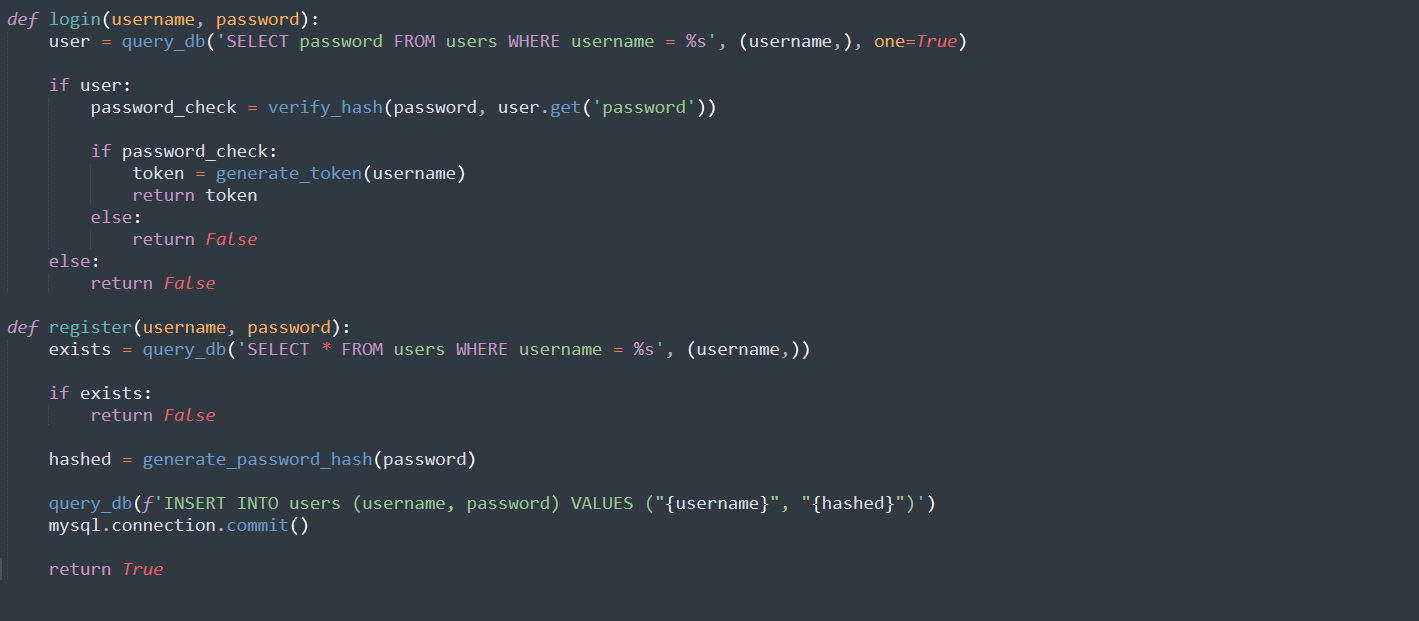 def login(username, password):
    user = query_db('SELECT password FROM users WHERE username = %s', (username,), one=True)
    if user:
        password_check = verify_hash(password, user.get('password'))
        if password_check:
            token = generate_token(username)
            return token
        else:
            return False
    else:
        return False
def register(username, password):
    exists = query_db('SELECT * FROM users WHERE username = %s', (username,))
    if exists:
        return False
    hashed = generate_password_hash(password)
    query_db(f'INSERT INTO users (username, password) VALUES ("{username}", "{hashed}")')
    mysql.connection.commit()
    return True